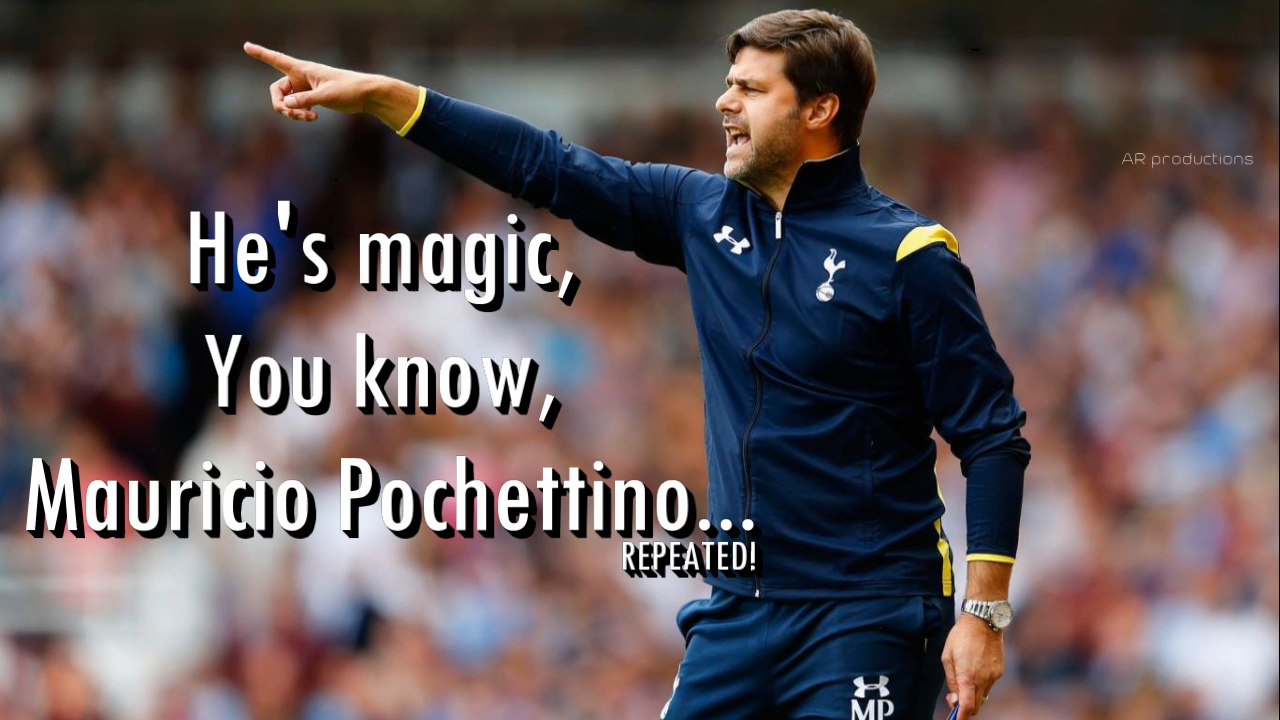 AR productions
He's magic,
You know,
Mauricio Pochettino...
REPEATED!
MP